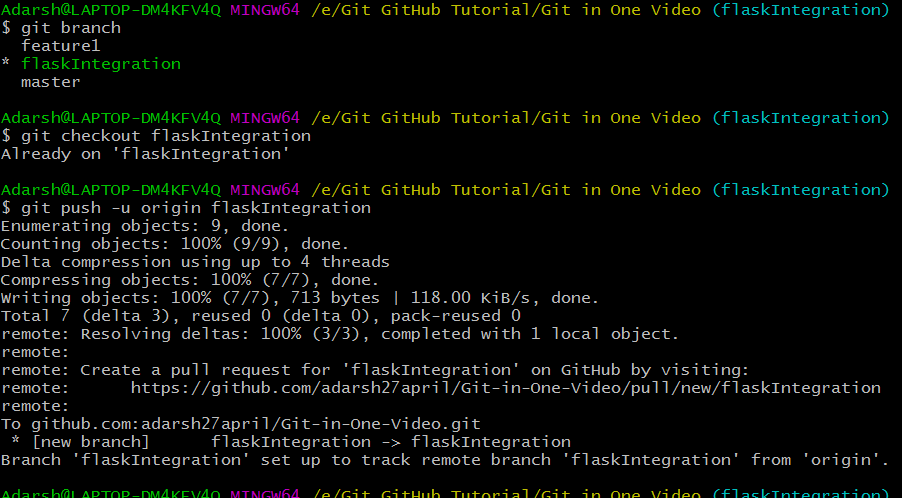 Adarsh@LAPTOP-DM4KFV4Q MINGW64 /e/Git GitHub Tutorial/Git in One Video (flaskIntegration)
$ git branch
  feature1
* flaskIntegration
  master

Adarsh@LAPTOP-DM4KFV4Q MINGW64 /e/Git GitHub Tutorial/Git in One Video (flaskIntegration)
$ git checkout flaskIntegration
Already on 'flaskIntegration'

Adarsh@LAPTOP-DM4KFV4Q MINGW64 /e/Git GitHub Tutorial/Git in One Video (flaskIntegration)
$ git push -u origin flaskIntegration
Enumerating objects: 9, done.
Counting objects: 100% (9/9), done.
Delta compression using up to 4 threads
Compressing objects: 100% (7/7), done.
Writing objects: 100% (7/7), 713 bytes | 118.00 KiB/s, done.
Total 7 (delta 3), reused 0 (delta 0), pack-reused 0
remote: Resolving deltas: 100% (3/3), completed with 1 local object.
remote:
remote: Create a pull request for 'flaskIntegration' on GitHub by visiting:
remote:      https://github.com/adarsh27april/Git-in-One-Video/pull/new/flaskIntegration
remote:
To github.com:adarsh27april/Git-in-One-Video.git
 * [new branch]      flaskIntegration -> flaskIntegration
Branch 'flaskIntegration' set up to track remote branch 'flaskIntegration' from 'origin'.

Adarsh@LAPTOP-DM4KFV4Q MINGW64 /e/Git GitHub Tutorial/Git in One Video (flaskIntegration)